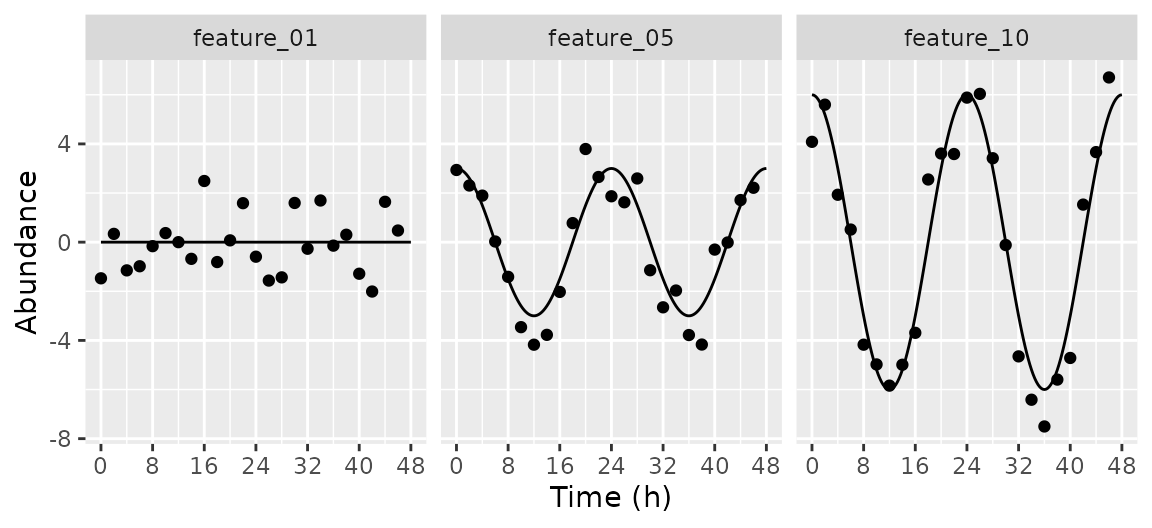 feature_01 feature_05 feature_10
Abundance
4
0
-4
-8
0 8 16 24 32 40 48 0 8 16 24 32 40 48 0 8 16 24 32 40 48
Time (h)